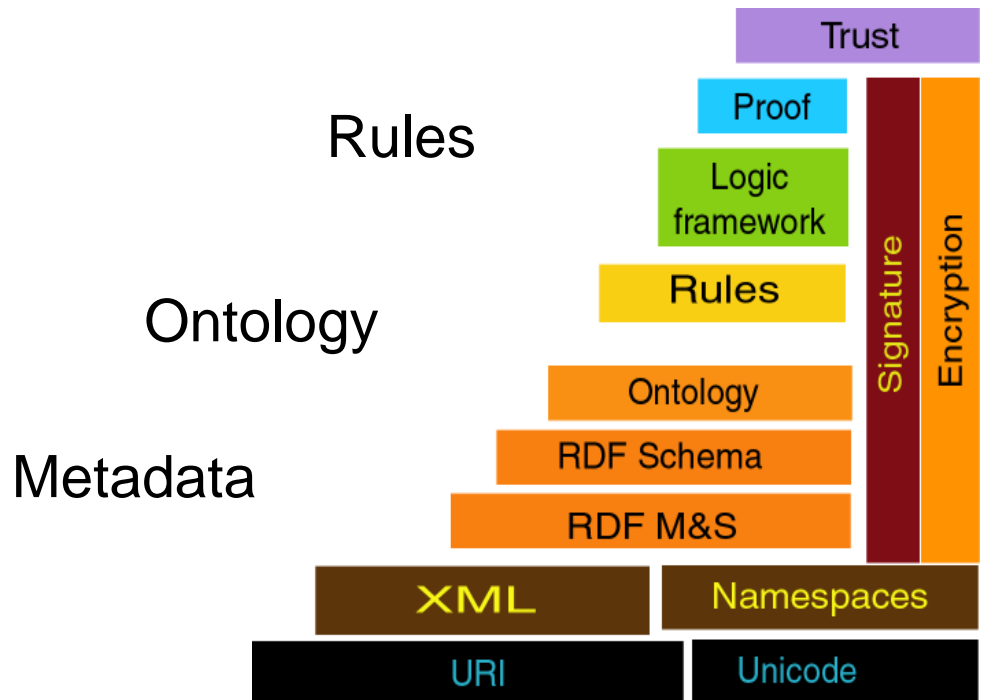 Trust
Proof
Rules
Logic
framework
Rules
Signature
Encryption
Ontology
Ontology
RDF Schema
Metadata
RDF M&S
XML
Namespaces
URI
Unicode